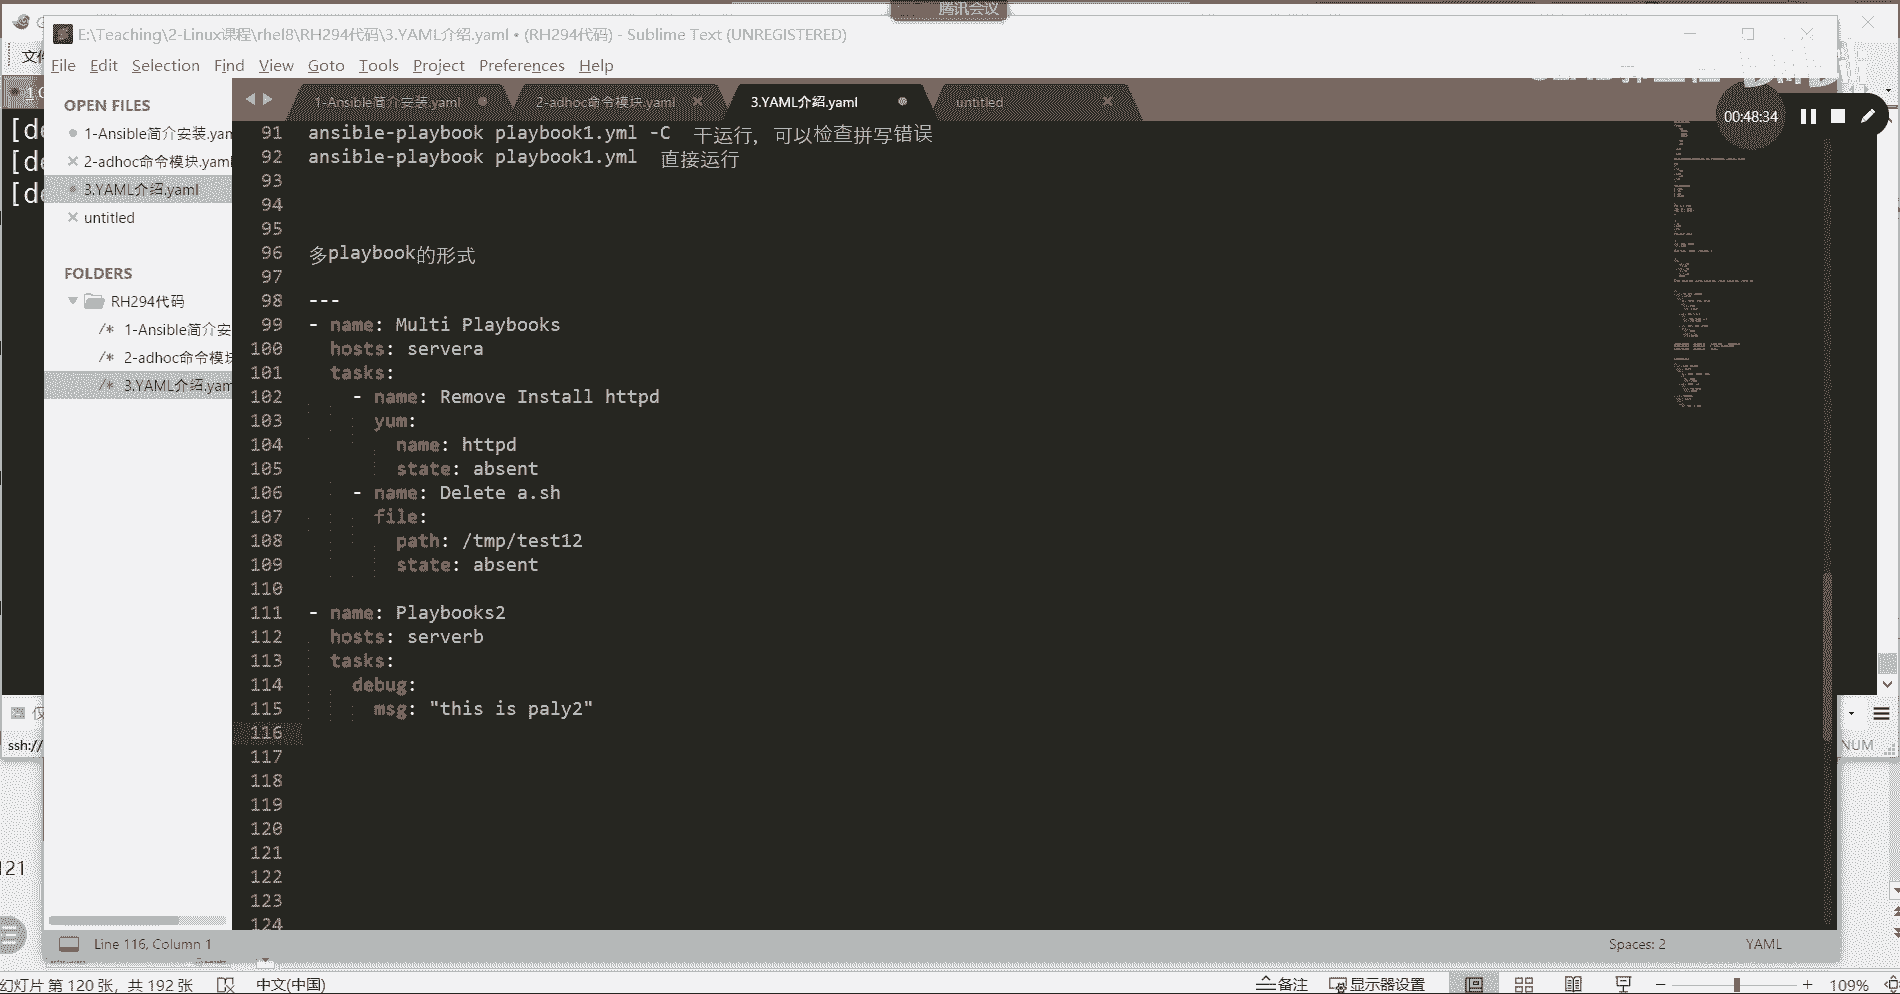 腾讯会议
E:\Teaching\2-Linux课程\rhel8\RH294代码\3.YAML介绍.yaml • (RH294代码) - Sublime Text (UNREGISTERED)
File Edit Selection Find View Goto Tools Project Preferences Help
OPEN FILES
1-Ansible简介安装.yam
2-adhoc命令模块.yaml
3.YAML介绍.yaml
untitled
FOLDERS
RH294代码
/* 1-Ansible简介安
/* 2-adhoc命令模块
/* 3.YAML介绍.yam
1-Ansible简介安装.yaml
2-adhoc命令模块.yaml
3.YAML介绍.yaml
untitled
00:48:34
91 ansible-playbook playbook1.yml -C 干运行，可以检查拼写错误
92 ansible-playbook playbook1.yml 直接运行
93
94
95
96 多playbook的形式
97
98 ---
99 - name: Multi Playbooks
100 hosts: servera
101 tasks:
102 - name: Remove Install httpd
103 yum:
104 name: httpd
105 state: absent
106 - name: Delete a.sh
107 file:
108 path: /tmp/test12
109 state: absent
110
111 - name: Playbooks2
112 hosts: serverb
113 tasks:
114 debug:
115 msg: "this is paly2"
116
117
118
119
120
121
122
123
124
[de
[de
[de
ssh://
NUM
121
Line 116, Column 1
Spaces: 2
YAML
幻灯片 第 120 张，共 192 张
中文(中国)
备注
显示器设置
109%